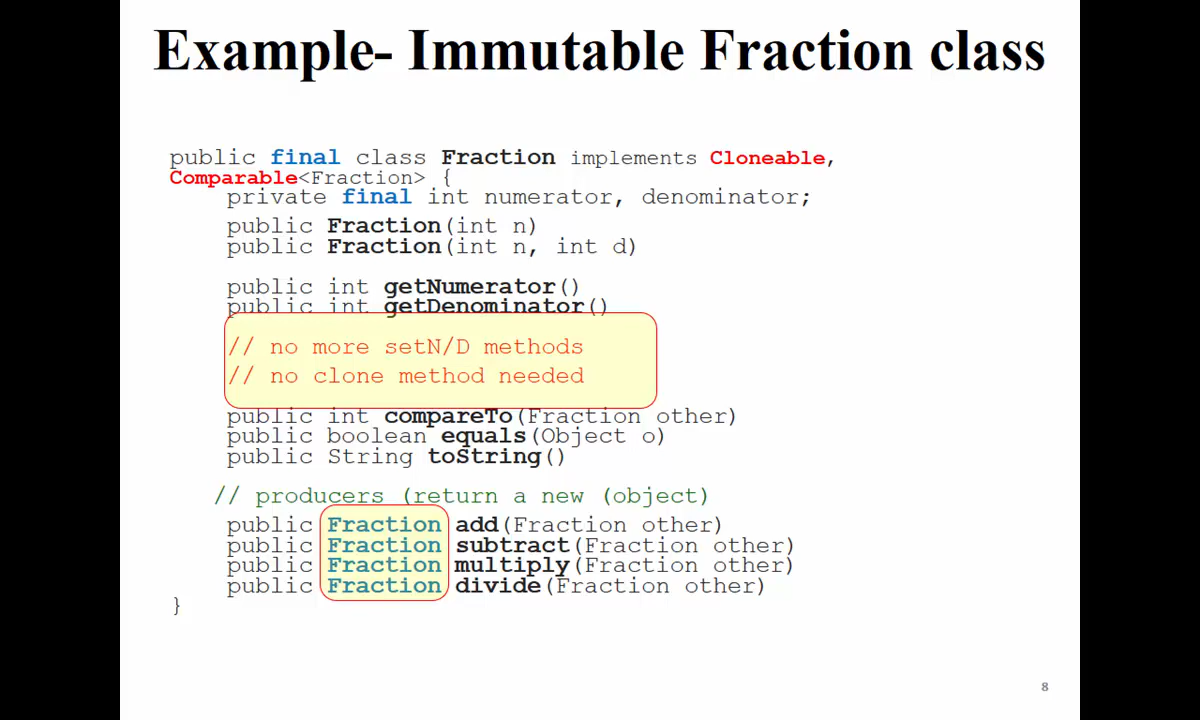 Example- Immutable Fraction class
public final class Fraction implements Cloneable,
Comparable<Fraction> {
private final int numerator, denominator;
public Fraction(int n)
public Fraction(int n, int d)
public int getNumerator()
public int getDenominator()
// no more setN/D methods
// no clone method needed
public int compareTo(Fraction other)
public boolean equals(Object o)
public String toString()
// producers (return a new (object)
public Fraction add(Fraction other)
public Fraction subtract(Fraction other)
public Fraction multiply(Fraction other)
public Fraction divide(Fraction other)
}
8